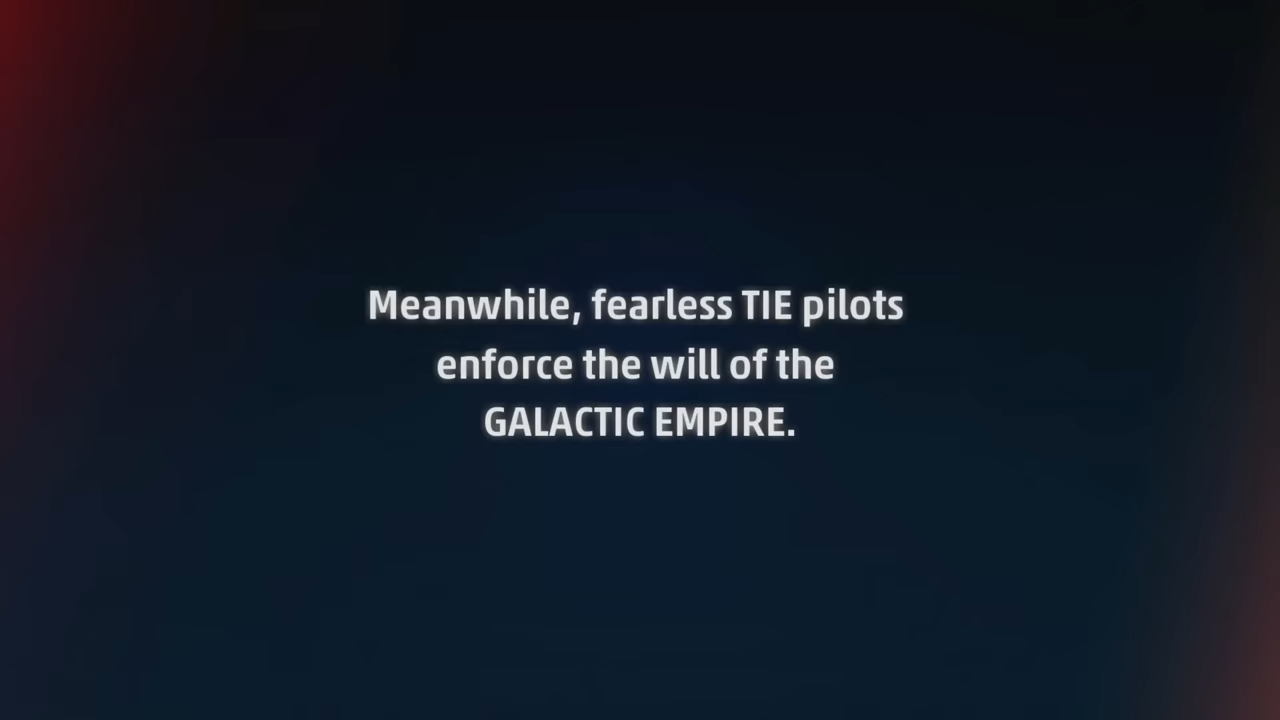 Meanwhile, fearless TIE pilots
enforce the will of the
GALACTIC EMPIRE.